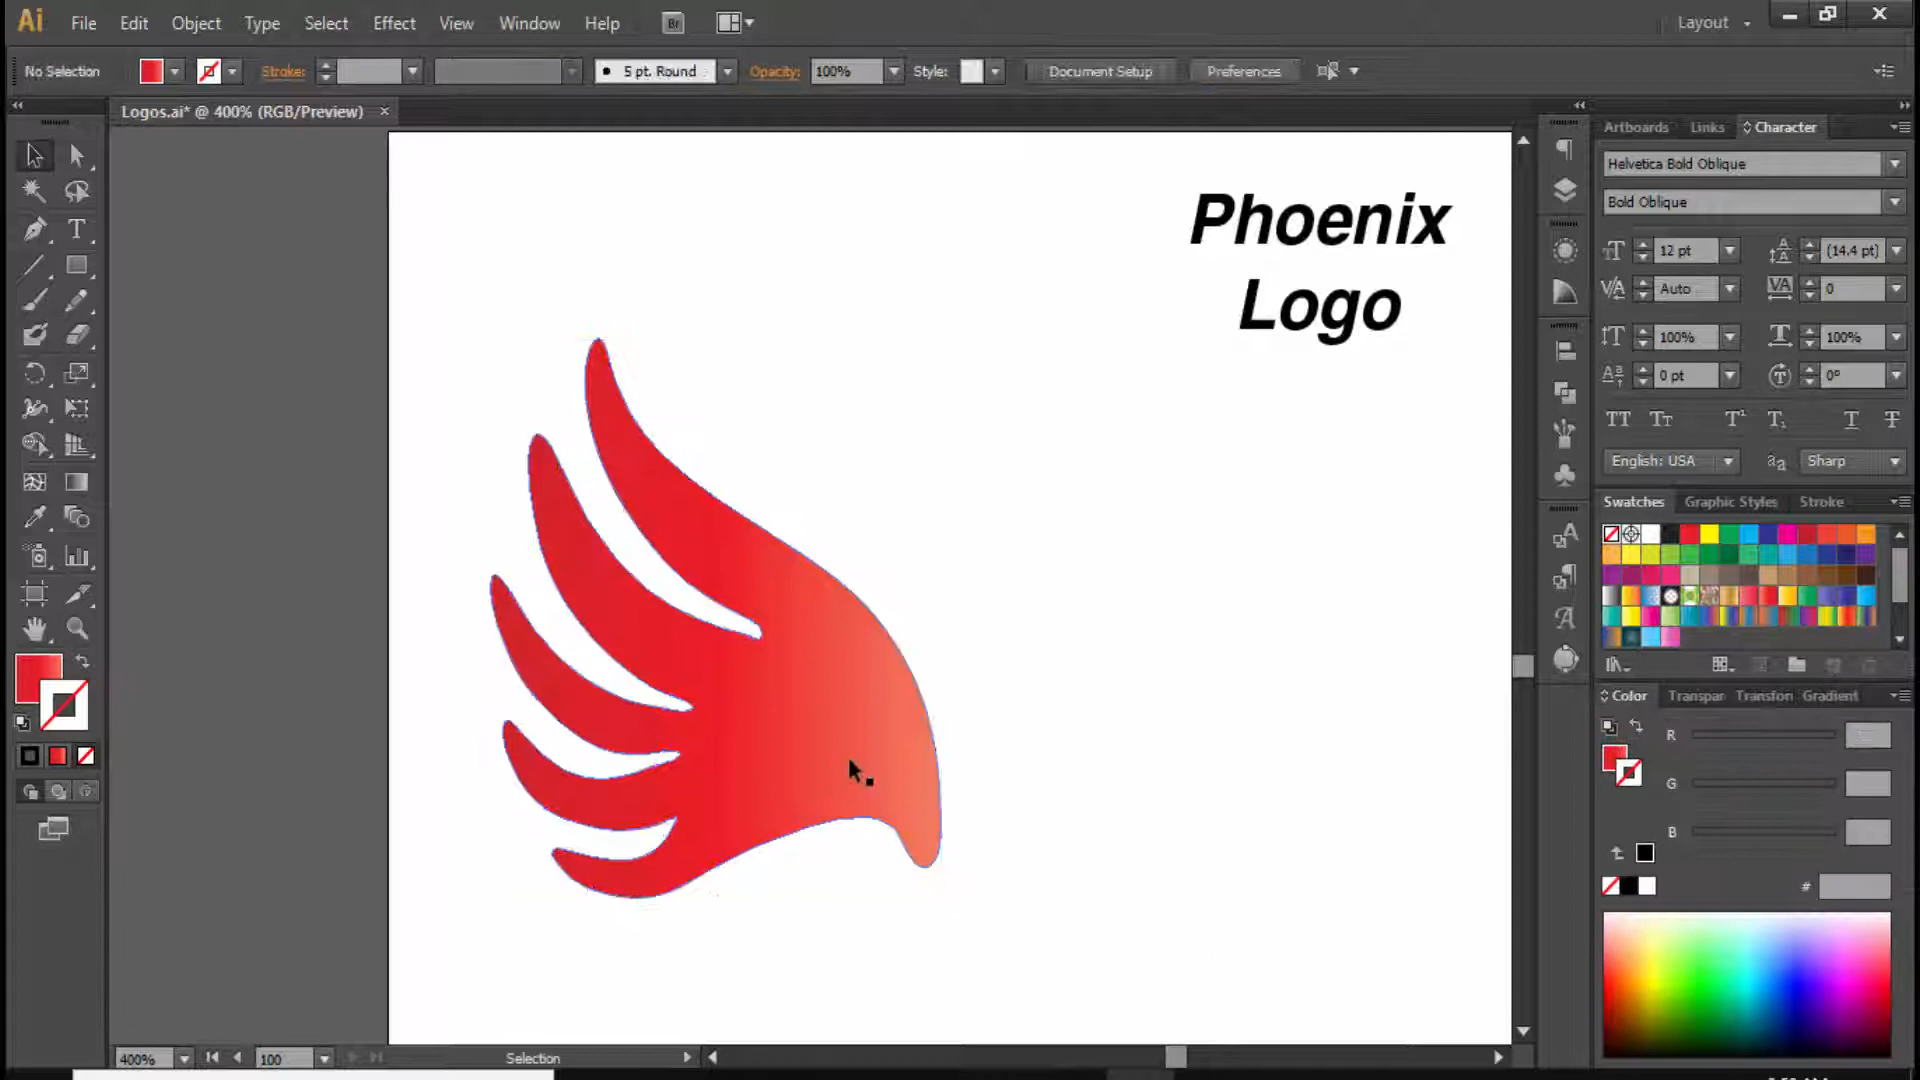 Ai File Edit Object Type Select Effect View Window Help Br Layout
No Selection Stroke: 5 pt. Round Opacity: 100% Style: Document Setup Preferences
Logos.ai* @ 400% (RGB/Preview)
Artboards Links Character
Helvetica Bold Oblique
Bold Oblique
12 pt (14.4 pt)
Auto 0
100% 100%
0 pt 0°
English: USA Sharp
Swatches Graphic Styles Stroke
Color Transpar Transfon Gradient
R
G
B
#
Phoenix
Logo
400% 100 Selection